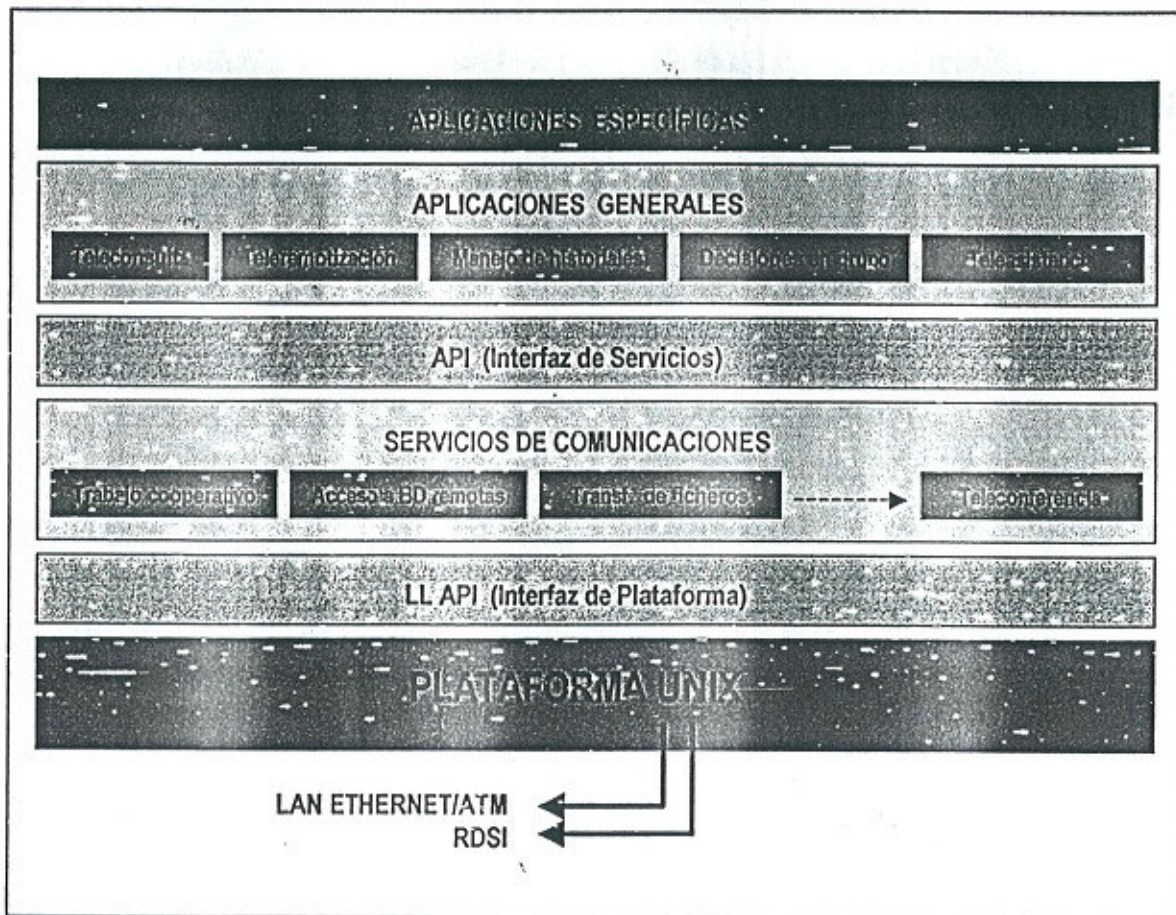 APLICACIONES ESPECÍFICAS
APLICACIONES GENERALES
Teleconsulta Teleremotización Manejo de historiales Decisiones en grupo Teleasistencia
API (Interfaz de Servicios)
SERVICIOS DE COMUNICACIONES
Trabajo cooperativo Acceso a BD remotas Transf. de ficheros Teleconferencia
LL API (Interfaz de Plataforma)
PLATAFORMA UNIX
LAN ETHERNET/ATM
RDSI